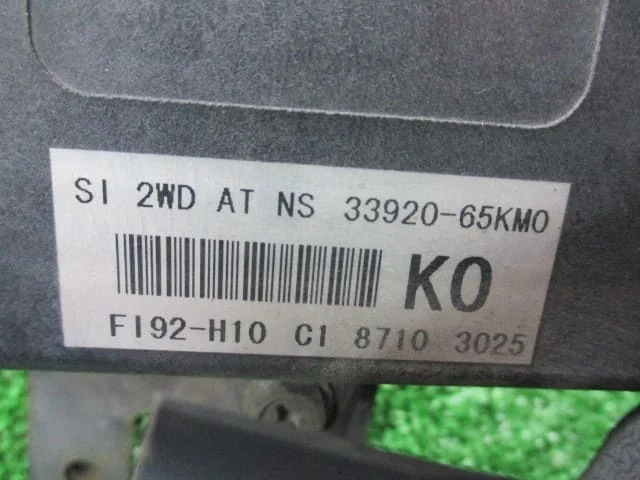 SI 2WD AT NS 33920-65KM0
K0
FI92-H10 C1 8710 3025